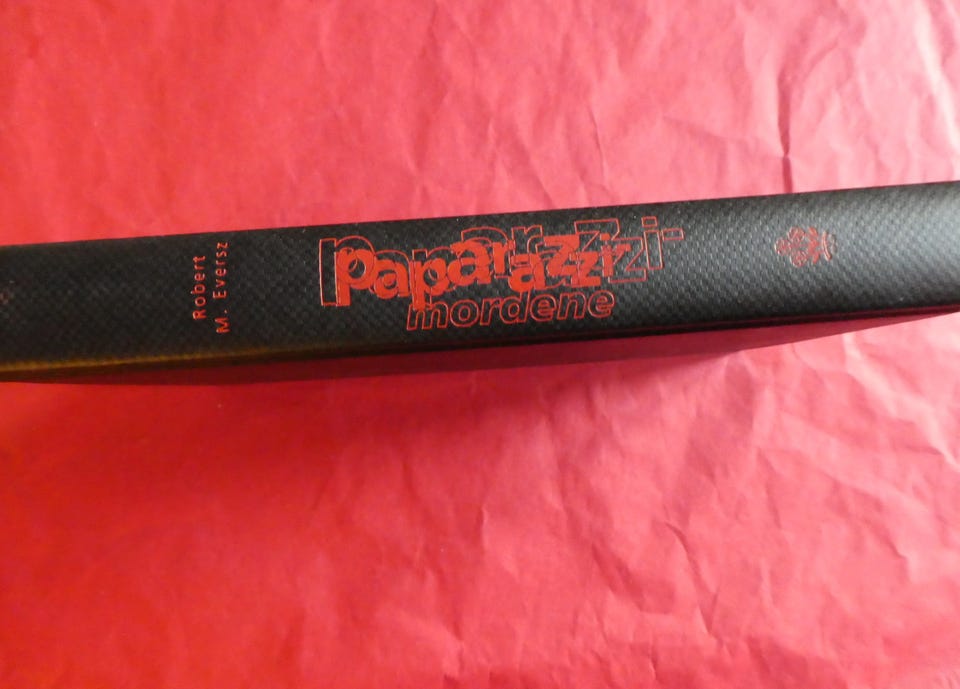 Robert
M. Eversz
paparazzi-
mordene